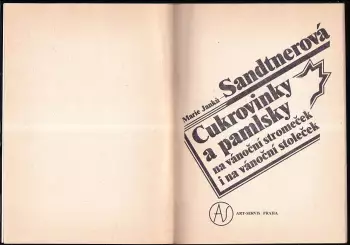 Marie Janků-Sandtnerová
Cukrovinky
a pamlsky
na vánoční stromeček
i na vánoční stoleček
AS
ART-SERVIS PRAHA